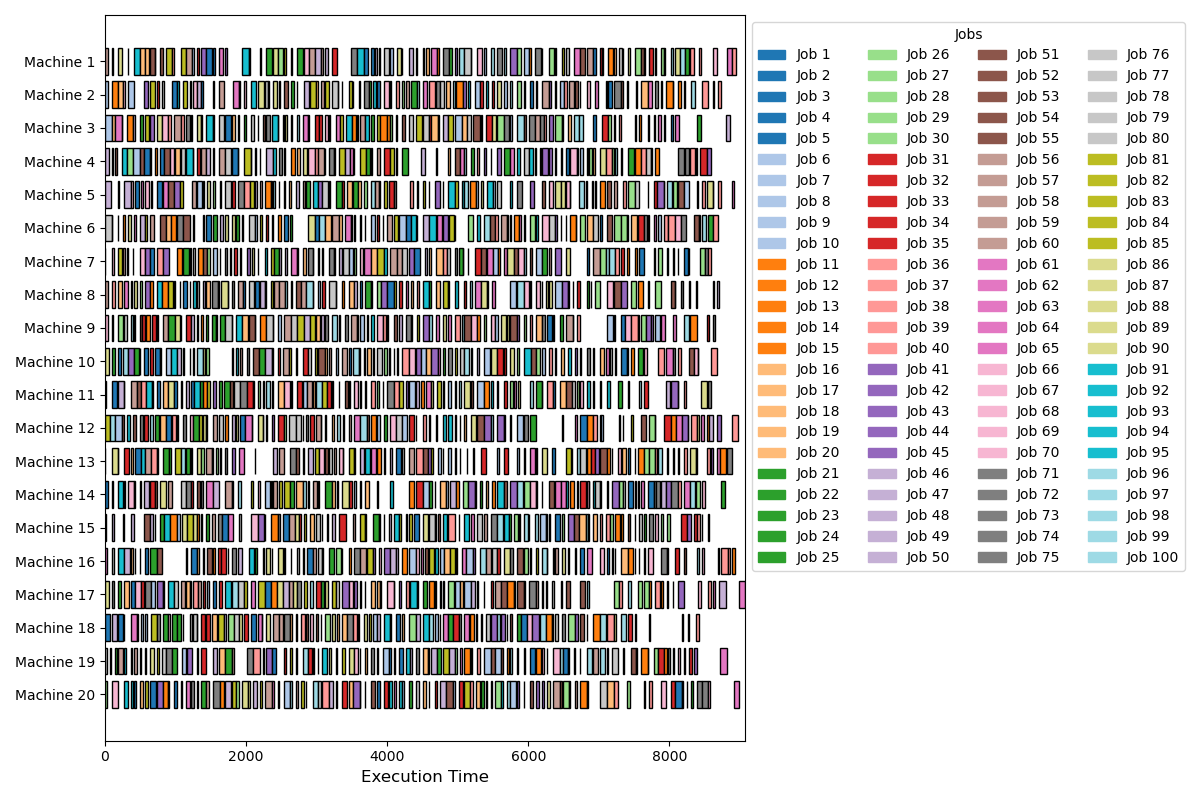 Machine 1
Machine 2
Machine 3
Machine 4
Machine 5
Machine 6
Machine 7
Machine 8
Machine 9
Machine 10
Machine 11
Machine 12
Machine 13
Machine 14
Machine 15
Machine 16
Machine 17
Machine 18
Machine 19
Machine 20
0 2000 4000 6000 8000
Execution Time
Jobs
Job 1 Job 26 Job 51 Job 76
Job 2 Job 27 Job 52 Job 77
Job 3 Job 28 Job 53 Job 78
Job 4 Job 29 Job 54 Job 79
Job 5 Job 30 Job 55 Job 80
Job 6 Job 31 Job 56 Job 81
Job 7 Job 32 Job 57 Job 82
Job 8 Job 33 Job 58 Job 83
Job 9 Job 34 Job 59 Job 84
Job 10 Job 35 Job 60 Job 85
Job 11 Job 36 Job 61 Job 86
Job 12 Job 37 Job 62 Job 87
Job 13 Job 38 Job 63 Job 88
Job 14 Job 39 Job 64 Job 89
Job 15 Job 40 Job 65 Job 90
Job 16 Job 41 Job 66 Job 91
Job 17 Job 42 Job 67 Job 92
Job 18 Job 43 Job 68 Job 93
Job 19 Job 44 Job 69 Job 94
Job 20 Job 45 Job 70 Job 95
Job 21 Job 46 Job 71 Job 96
Job 22 Job 47 Job 72 Job 97
Job 23 Job 48 Job 73 Job 98
Job 24 Job 49 Job 74 Job 99
Job 25 Job 50 Job 75 Job 100